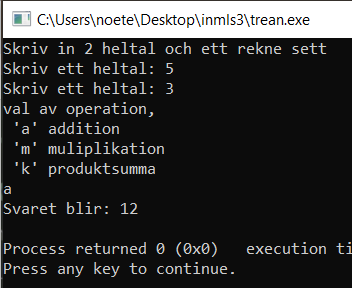 C:\Users\noete\Desktop\inmls3\trean.exe
Skriv in 2 heltal och ett rekne sett
Skriv ett heltal: 5
Skriv ett heltal: 3
val av operation,
'a' addition
'm' muliplikation
'k' produktsumma
a
Svaret blir: 12
Process returned 0 (0x0)   execution ti
Press any key to continue.